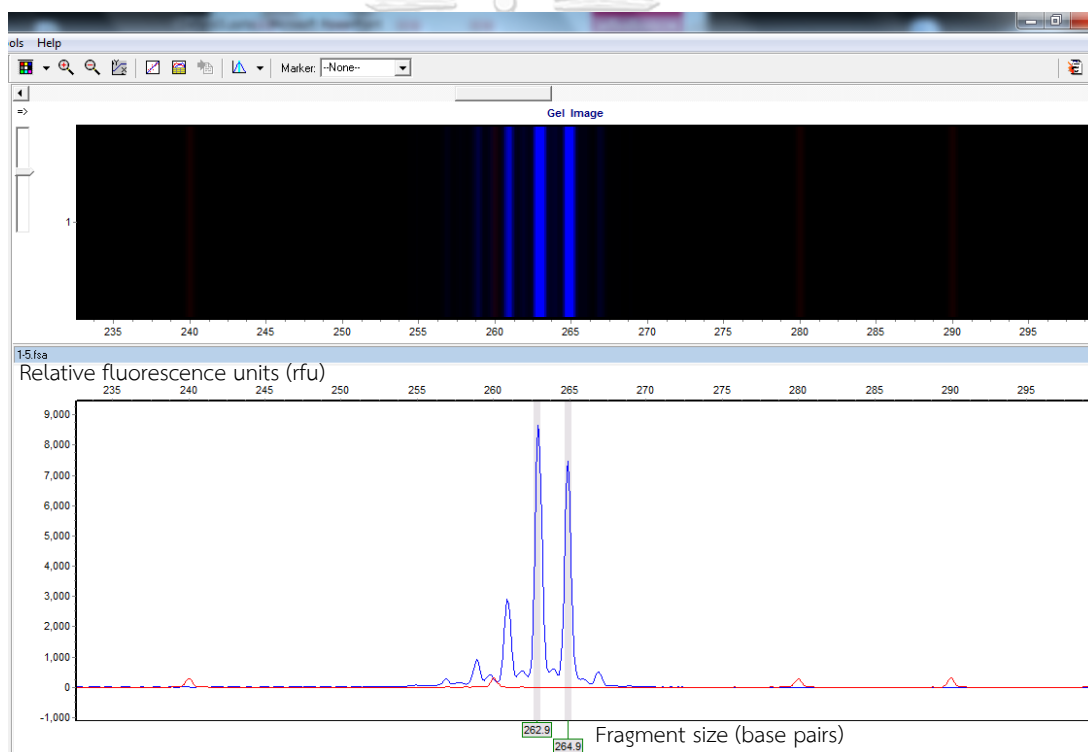 ols Help
Marker: --None--
=>
Gel Image
1
235 240 245 250 255 260 265 270 275 280 285 290 295
1-5.fsa
Relative fluorescence units (rfu)
235 240 245 250 255 260 265 270 275 280 285 290 295
9,000
8,000
7,000
6,000
5,000
4,000
3,000
2,000
1,000
0
-1,000
262.9
264.9
Fragment size (base pairs)